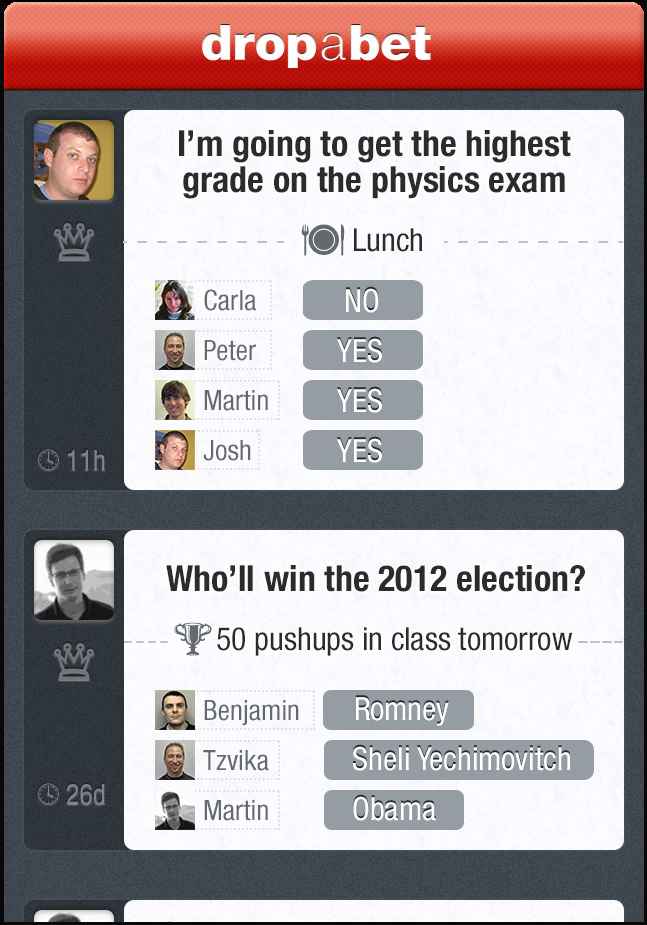 dropabet
I'm going to get the highest
grade on the physics exam
Lunch
Carla NO
Peter YES
Martin YES
Josh YES
11h
Who'll win the 2012 election?
50 pushups in class tomorrow
Benjamin Romney
Tzvika Sheli Yechimovitch
26d
Martin Obama